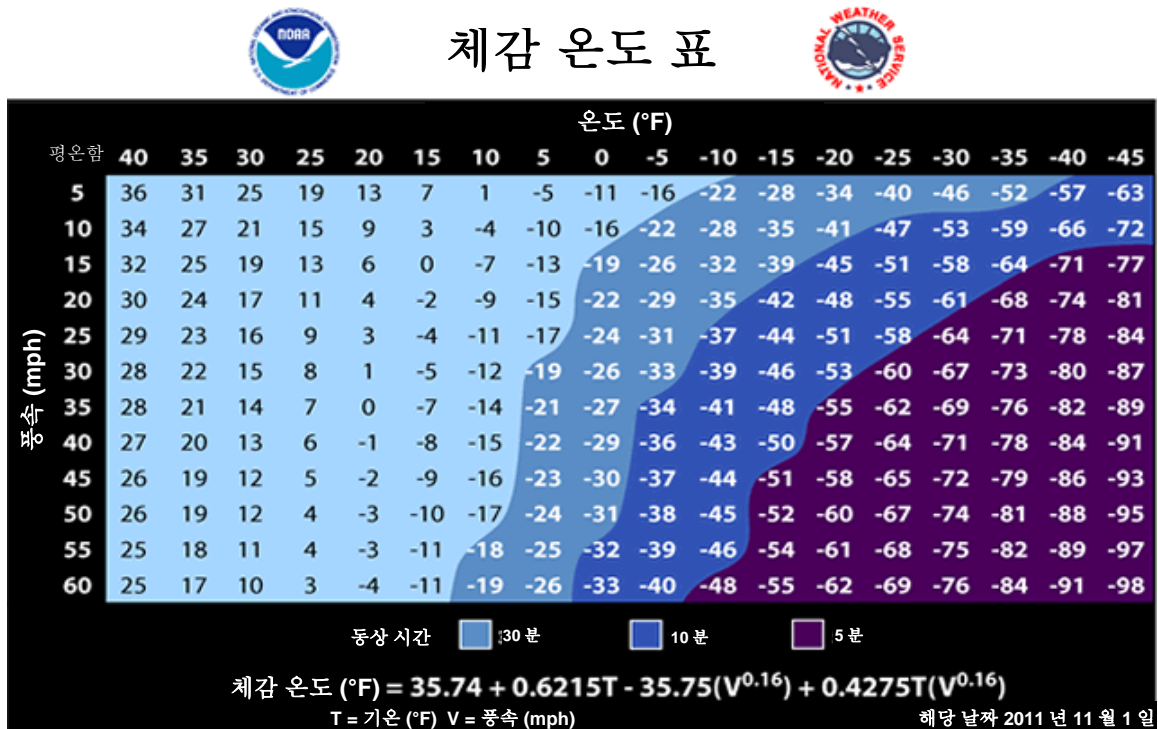 NOAA
NATIONAL WEATHER SERVICE
체감 온도 표
온도 (°F)
평온함 40 35 30 25 20 15 10 5 0 -5 -10 -15 -20 -25 -30 -35 -40 -45
5 36 31 25 19 13 7 1 -5 -11 -16 -22 -28 -34 -40 -46 -52 -57 -63
10 34 27 21 15 9 3 -4 -10 -16 -22 -28 -35 -41 -47 -53 -59 -66 -72
15 32 25 19 13 6 0 -7 -13 -19 -26 -32 -39 -45 -51 -58 -64 -71 -77
20 30 24 17 11 4 -2 -9 -15 -22 -29 -35 -42 -48 -55 -61 -68 -74 -81
25 29 23 16 9 3 -4 -11 -17 -24 -31 -37 -44 -51 -58 -64 -71 -78 -84
30 28 22 15 8 1 -5 -12 -19 -26 -33 -39 -46 -53 -60 -67 -73 -80 -87
35 28 21 14 7 0 -7 -14 -21 -27 -34 -41 -48 -55 -62 -69 -76 -82 -89
40 27 20 13 6 -1 -8 -15 -22 -29 -36 -43 -50 -57 -64 -71 -78 -84 -91
45 26 19 12 5 -2 -9 -16 -23 -30 -37 -44 -51 -58 -65 -72 -79 -86 -93
50 26 19 12 4 -3 -10 -17 -24 -31 -38 -45 -52 -60 -67 -74 -81 -88 -95
55 25 18 11 4 -3 -11 -18 -25 -32 -39 -46 -54 -61 -68 -75 -82 -89 -97
60 25 17 10 3 -4 -11 -19 -26 -33 -40 -48 -55 -62 -69 -76 -84 -91 -98
풍속 (mph)
동상 시간 30 분 10 분 5 분
체감 온도 (°F) = 35.74 + 0.6215T - 35.75(V^0.16) + 0.4275T(V^0.16)
T = 기온 (°F) V = 풍속 (mph)
해당 날짜 2011 년 11 월 1 일